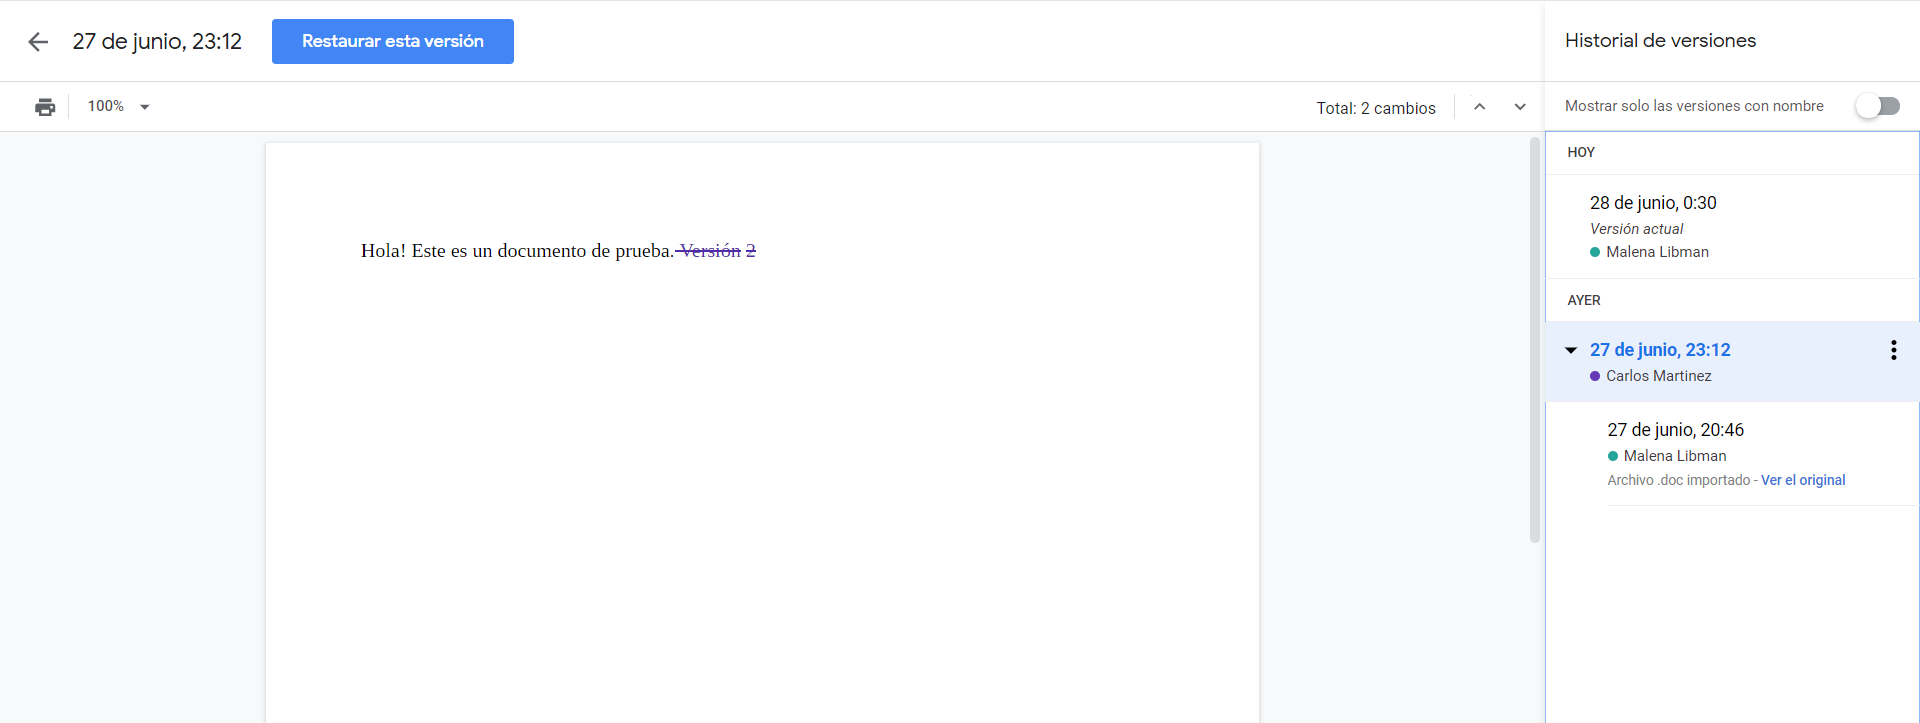 27 de junio, 23:12
Restaurar esta versión
Historial de versiones
100%
Total: 2 cambios
Mostrar solo las versiones con nombre
HOY
28 de junio, 0:30
Versión actual
Malena Libman
AYER
27 de junio, 23:12
Carlos Martinez
27 de junio, 20:46
Malena Libman
Archivo .doc importado - Ver el original
Hola! Este es un documento de prueba. Versión 2